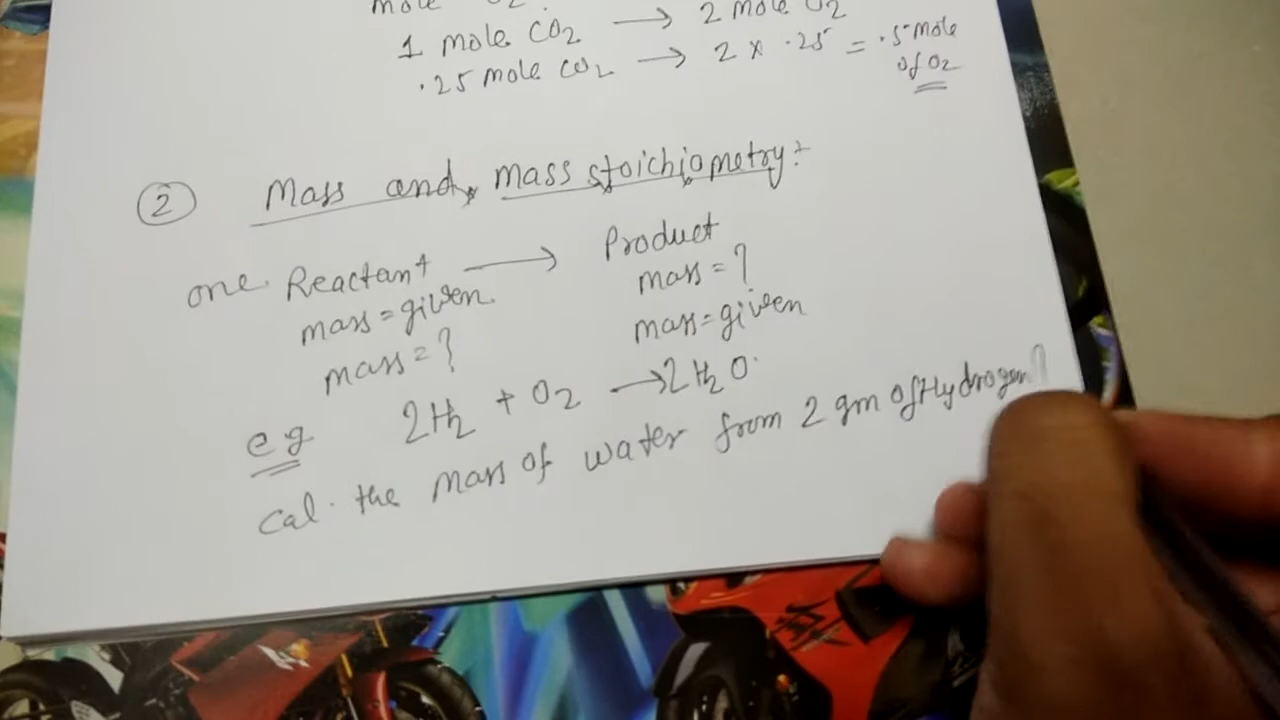 mole O2
1 mole CO2 → 2 mole O2
.25 mole CO2 → 2 x .25 = .5 mole
of O2
2 Mass and mass stoichiometry:
one Reactant → Product
mass = given mass = ?
mass = ? mass = given
eg 2H2 + O2 → 2H2O.
Cal. the mass of water from 2 gm of Hydrogen?